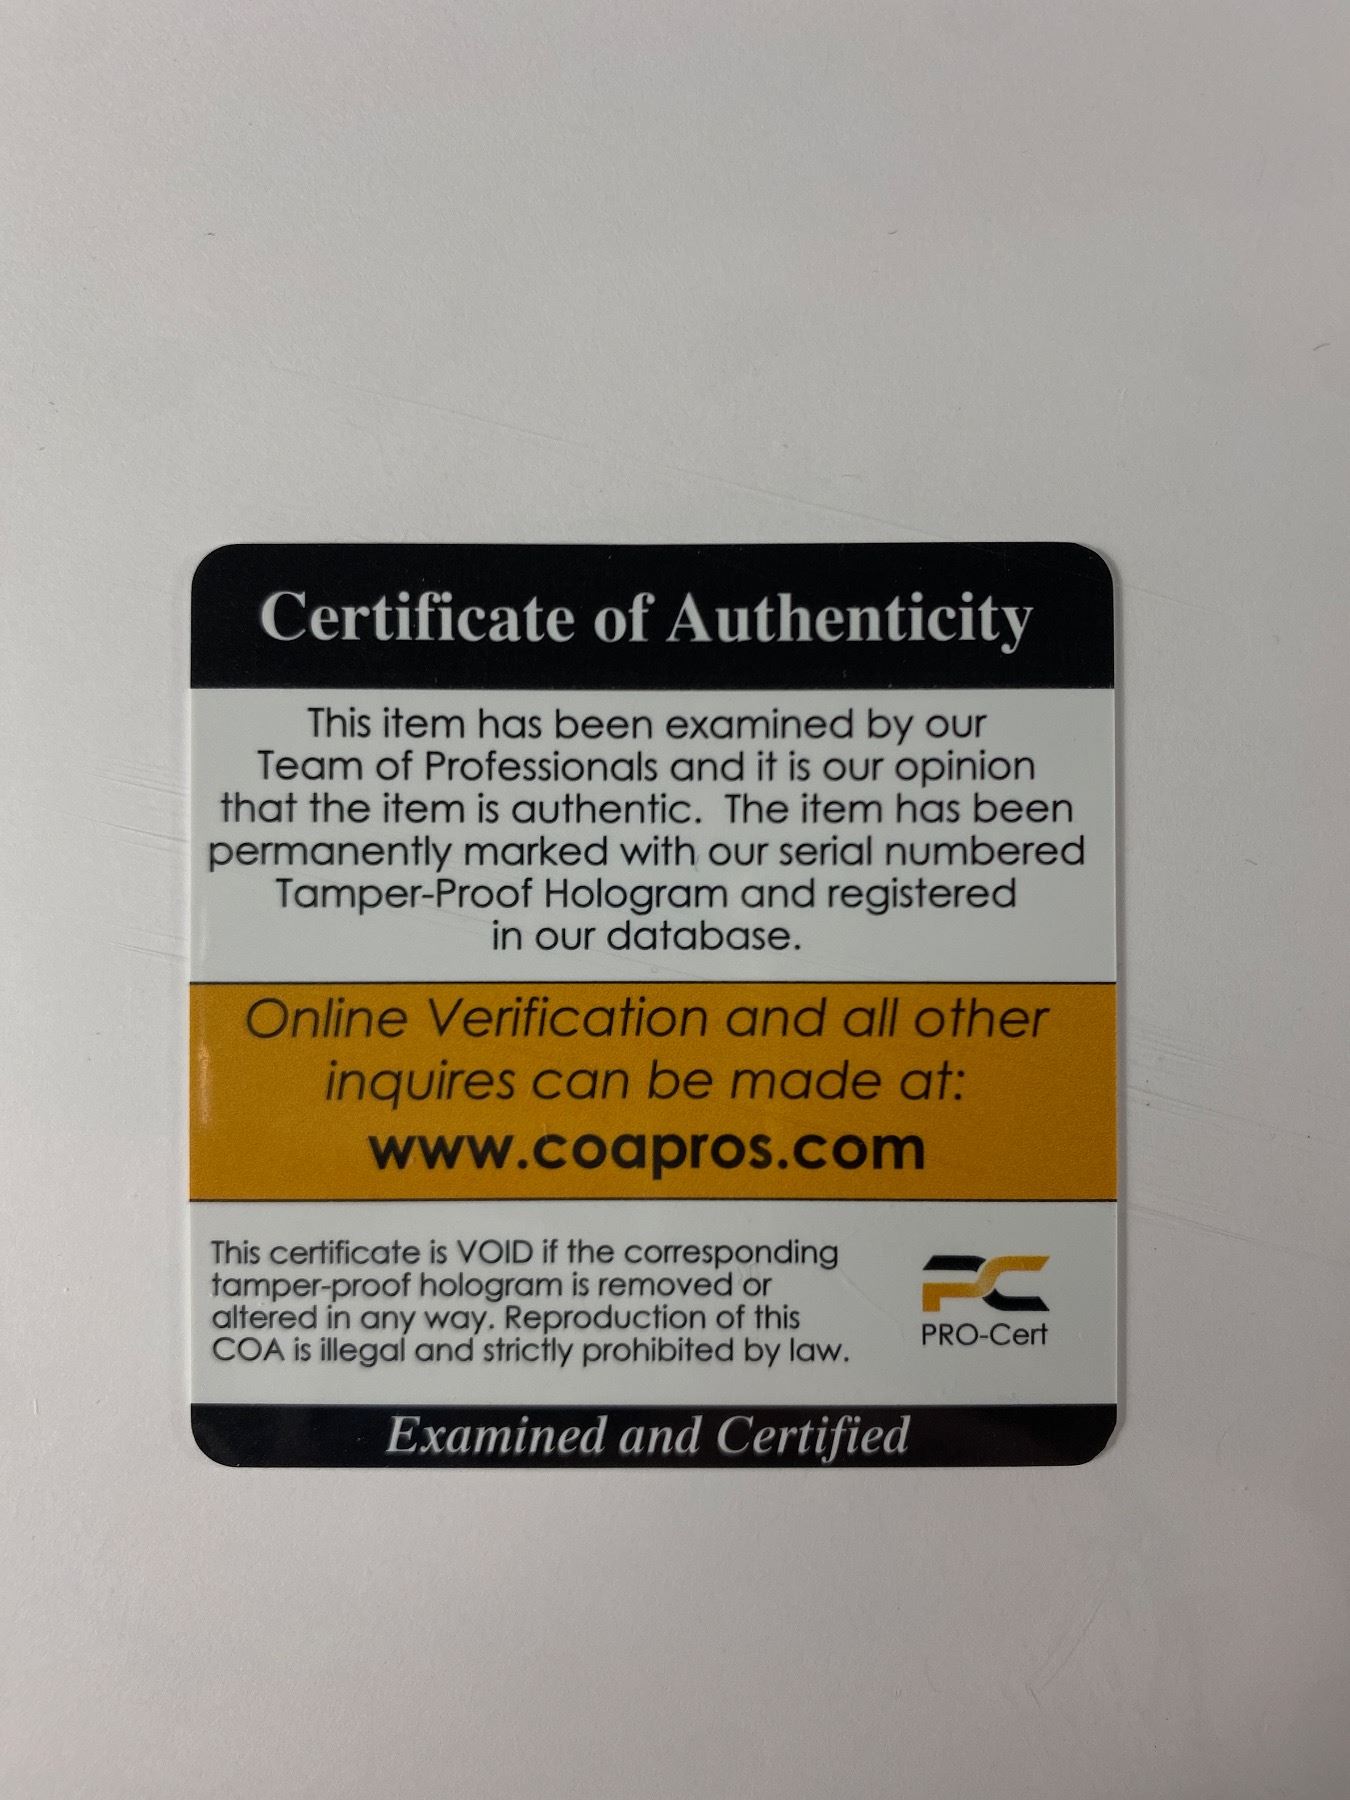 Certificate of Authenticity
This item has been examined by our
Team of Professionals and it is our opinion
that the item is authentic. The item has been
permanently marked with our serial numbered
Tamper-Proof Hologram and registered
in our database.
Online Verification and all other
inquires can be made at:
www.coapros.com
This certificate is VOID if the corresponding
tamper-proof hologram is removed or
altered in any way. Reproduction of this
COA is illegal and strictly prohibited by law.
PC
PRO-Cert
Examined and Certified